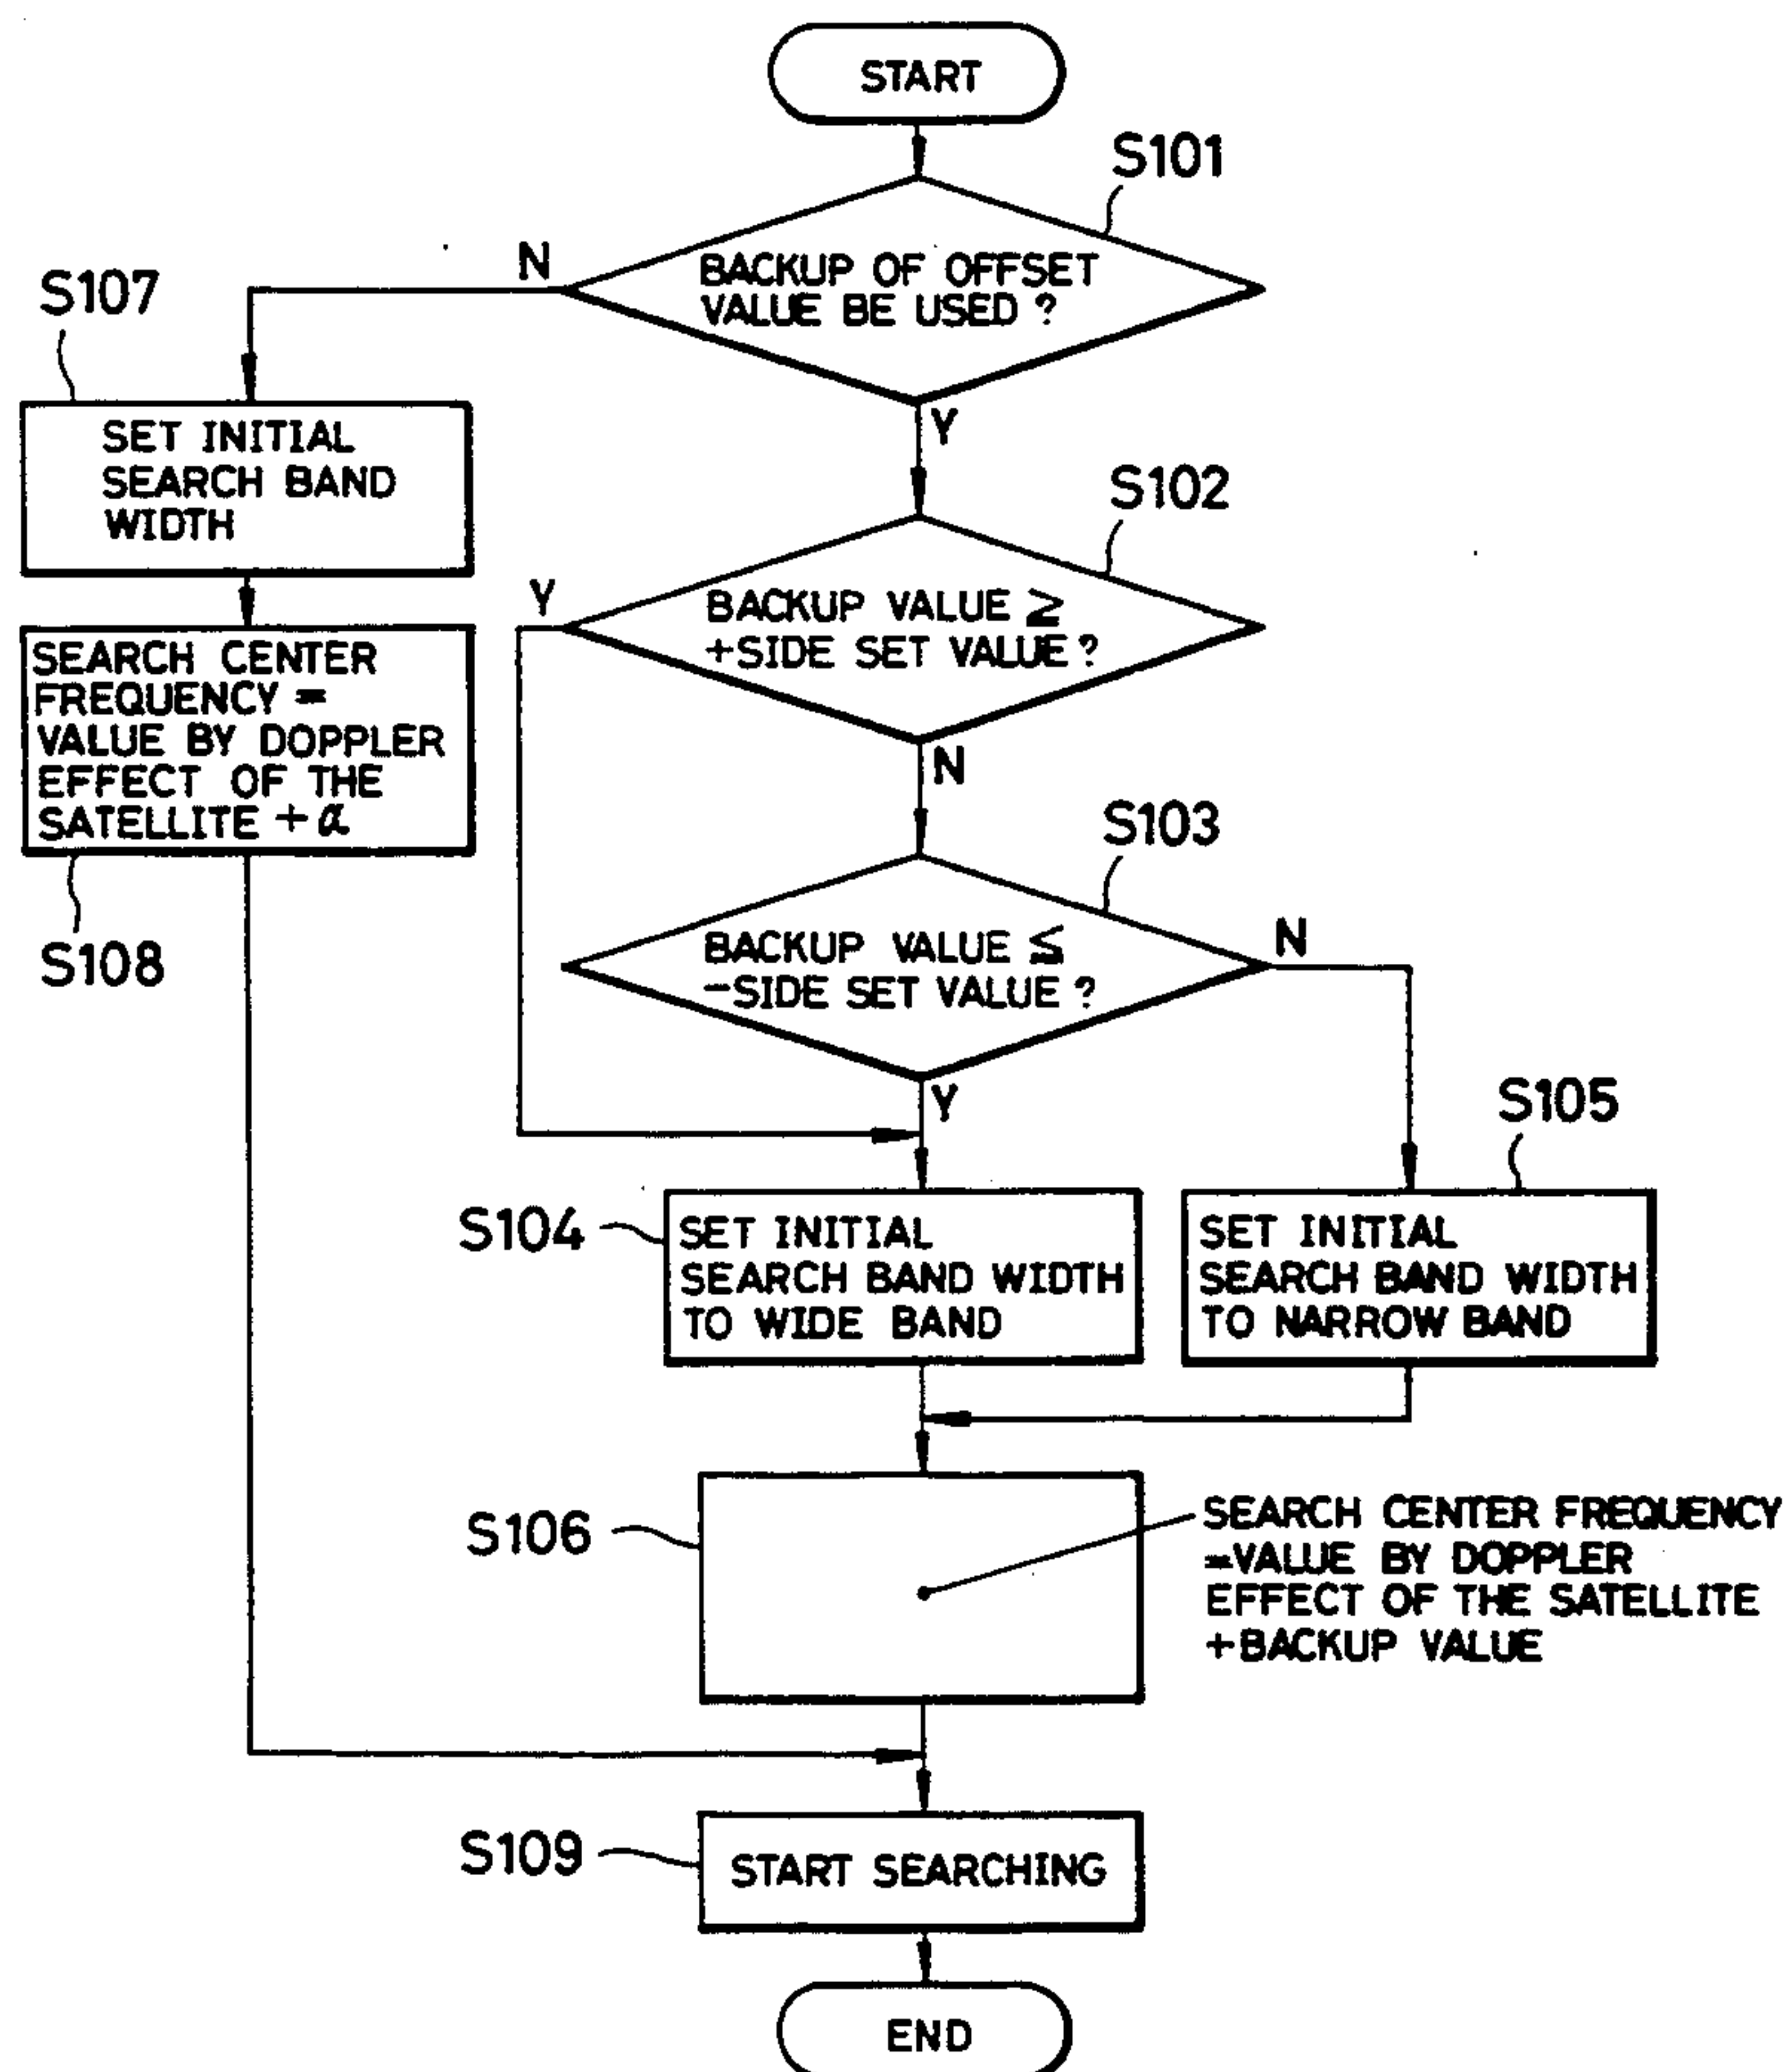 START
S101
BACKUP OF OFFSET
VALUE BE USED ?
N
Y
S107
SET INITIAL
SEARCH BAND
WIDTH
S102
BACKUP VALUE ≧
+SIDE SET VALUE ?
Y
N
SEARCH CENTER
FREQUENCY =
VALUE BY DOPPLER
EFFECT OF THE
SATELLITE +α
S108
S103
BACKUP VALUE ≦
-SIDE SET VALUE ?
N
Y
S104
SET INITIAL
SEARCH BAND WIDTH
TO WIDE BAND
S105
SET INITIAL
SEARCH BAND WIDTH
TO NARROW BAND
S106
SEARCH CENTER FREQUENCY
=VALUE BY DOPPLER
EFFECT OF THE SATELLITE
+BACKUP VALUE
S109
START SEARCHING
END